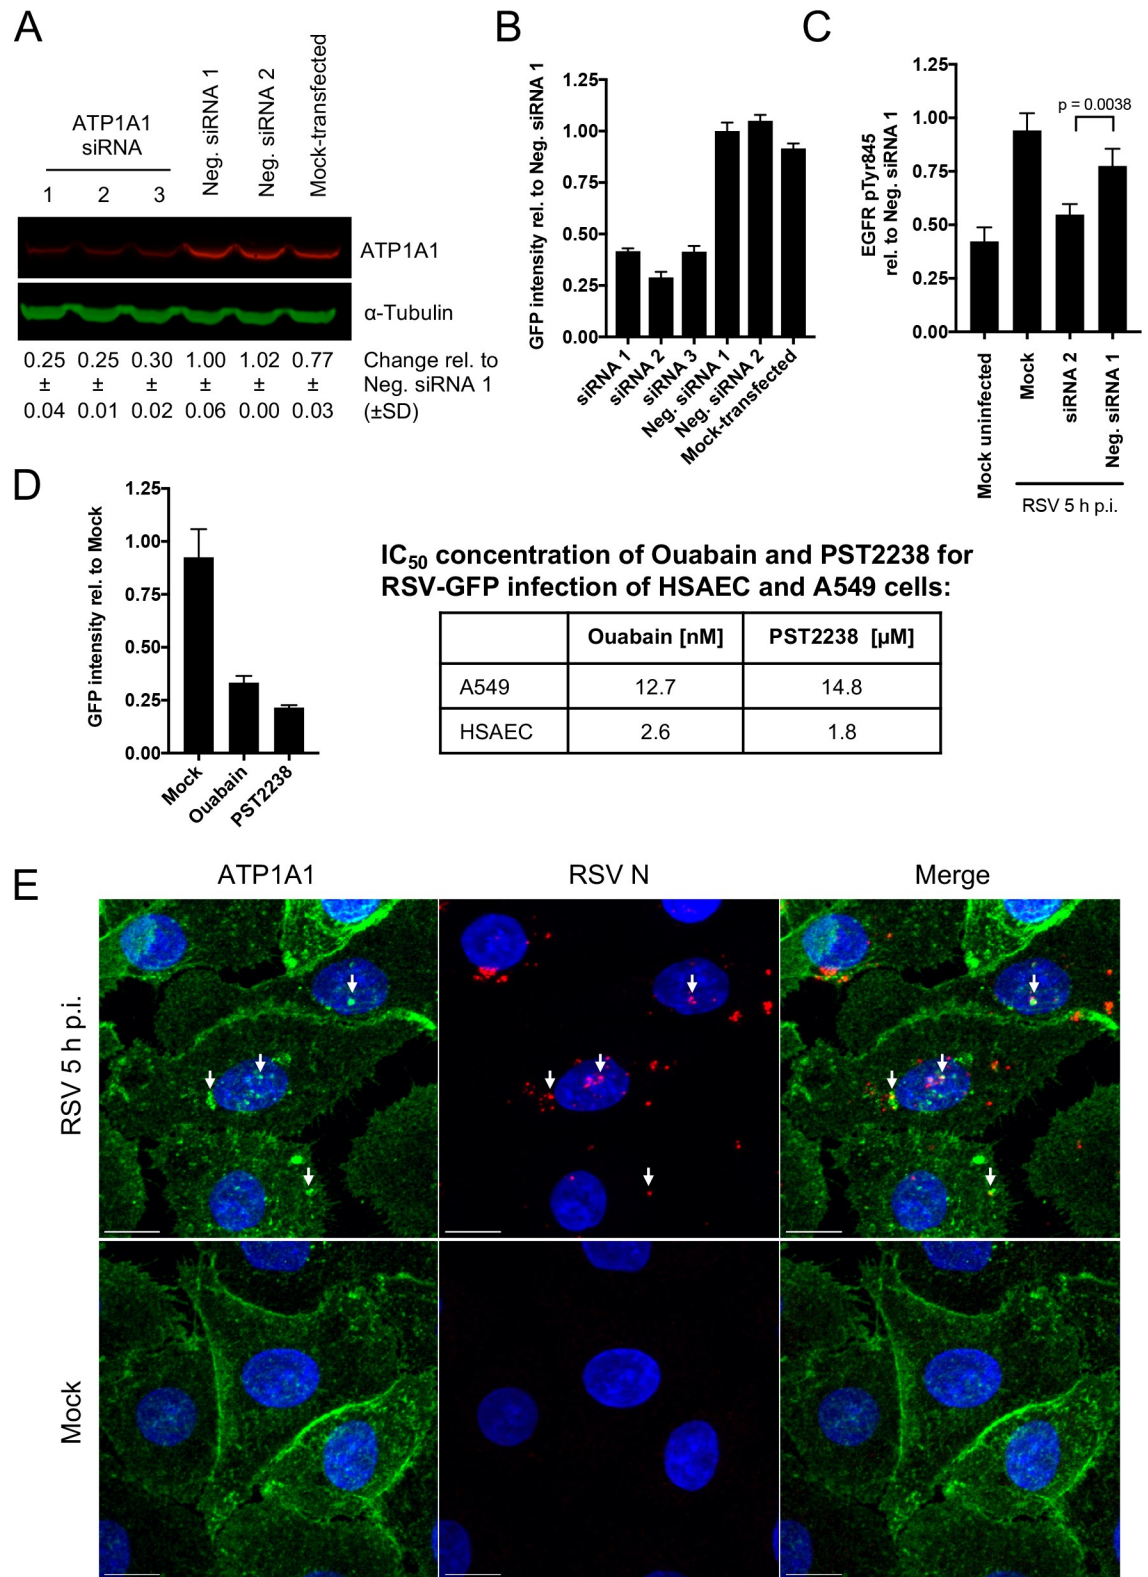 A
ATP1A1
siRNA
1 2 3
Neg. siRNA 1
Neg. siRNA 2
Mock-transfected
ATP1A1
α-Tubulin
0.25 0.25 0.30 1.00 1.02 0.77 Change rel. to
± ± ± ± ± ± Neg. siRNA 1
0.04 0.01 0.02 0.06 0.00 0.03 (±SD)
B
GFP intensity rel. to Neg. siRNA 1
1.25
1.00
0.75
0.50
0.25
0.00
siRNA 1
siRNA 2
siRNA 3
Neg. siRNA 1
Neg. siRNA 2
Mock-transfected
C
EGFR pTyr845
rel. to Neg. siRNA 1
1.25
1.00
0.75
0.50
0.25
0.00
p = 0.0038
Mock uninfected
Mock
siRNA 2
Neg. siRNA 1
RSV 5 h p.i.
D
GFP intensity rel. to Mock
1.25
1.00
0.75
0.50
0.25
0.00
Mock
Ouabain
PST2238
IC50 concentration of Ouabain and PST2238 for
RSV-GFP infection of HSAEC and A549 cells:
Ouabain [nM] PST2238 [µM]
A549 12.7 14.8
HSAEC 2.6 1.8
E
ATP1A1 RSV N Merge
RSV 5 h p.i.
Mock